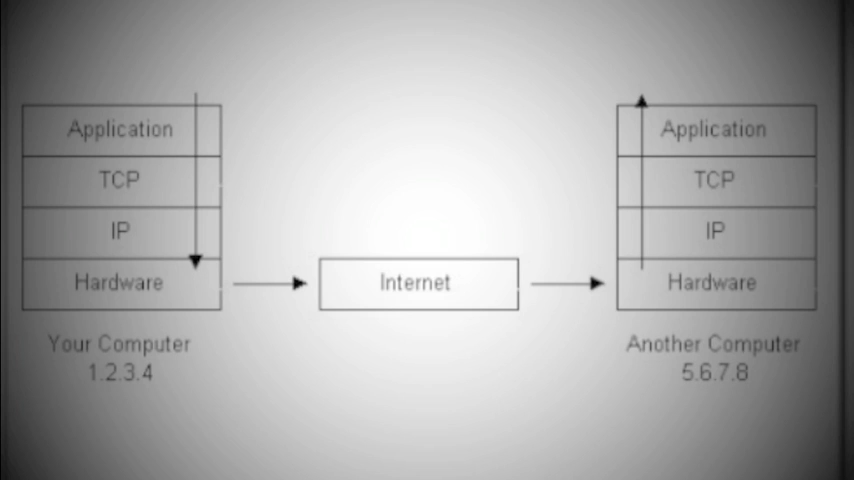 Application
TCP
IP
Hardware
Your Computer
1.2.3.4
Internet
Application
TCP
IP
Hardware
Another Computer
5.6.7.8